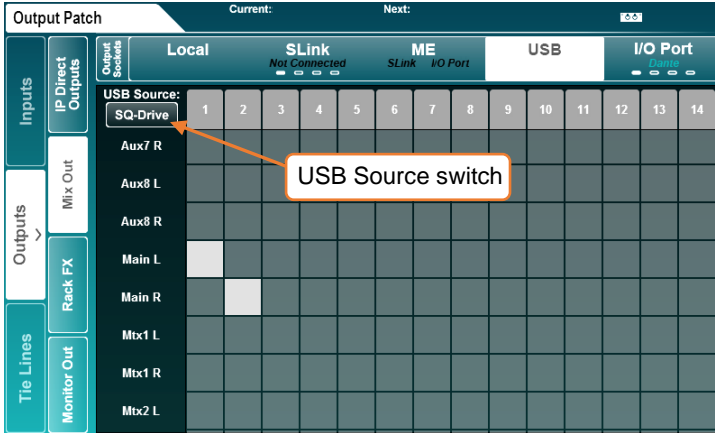 Output Patch
Current:
Next:
Inputs
Outputs
Tie Lines
IP Direct
Outputs
Mix Out
Rack FX
Monitor Out
Output
Sockets
Local
SLink
Not Connected
ME
SLink I/O Port
USB
I/O Port
Dante
USB Source:
SQ-Drive
1 2 3 4 5 6 7 8 9 10 11 12 13 14
Aux7 R
Aux8 L
USB Source switch
Aux8 R
Main L
Main R
Mtx1 L
Mtx1 R
Mtx2 L